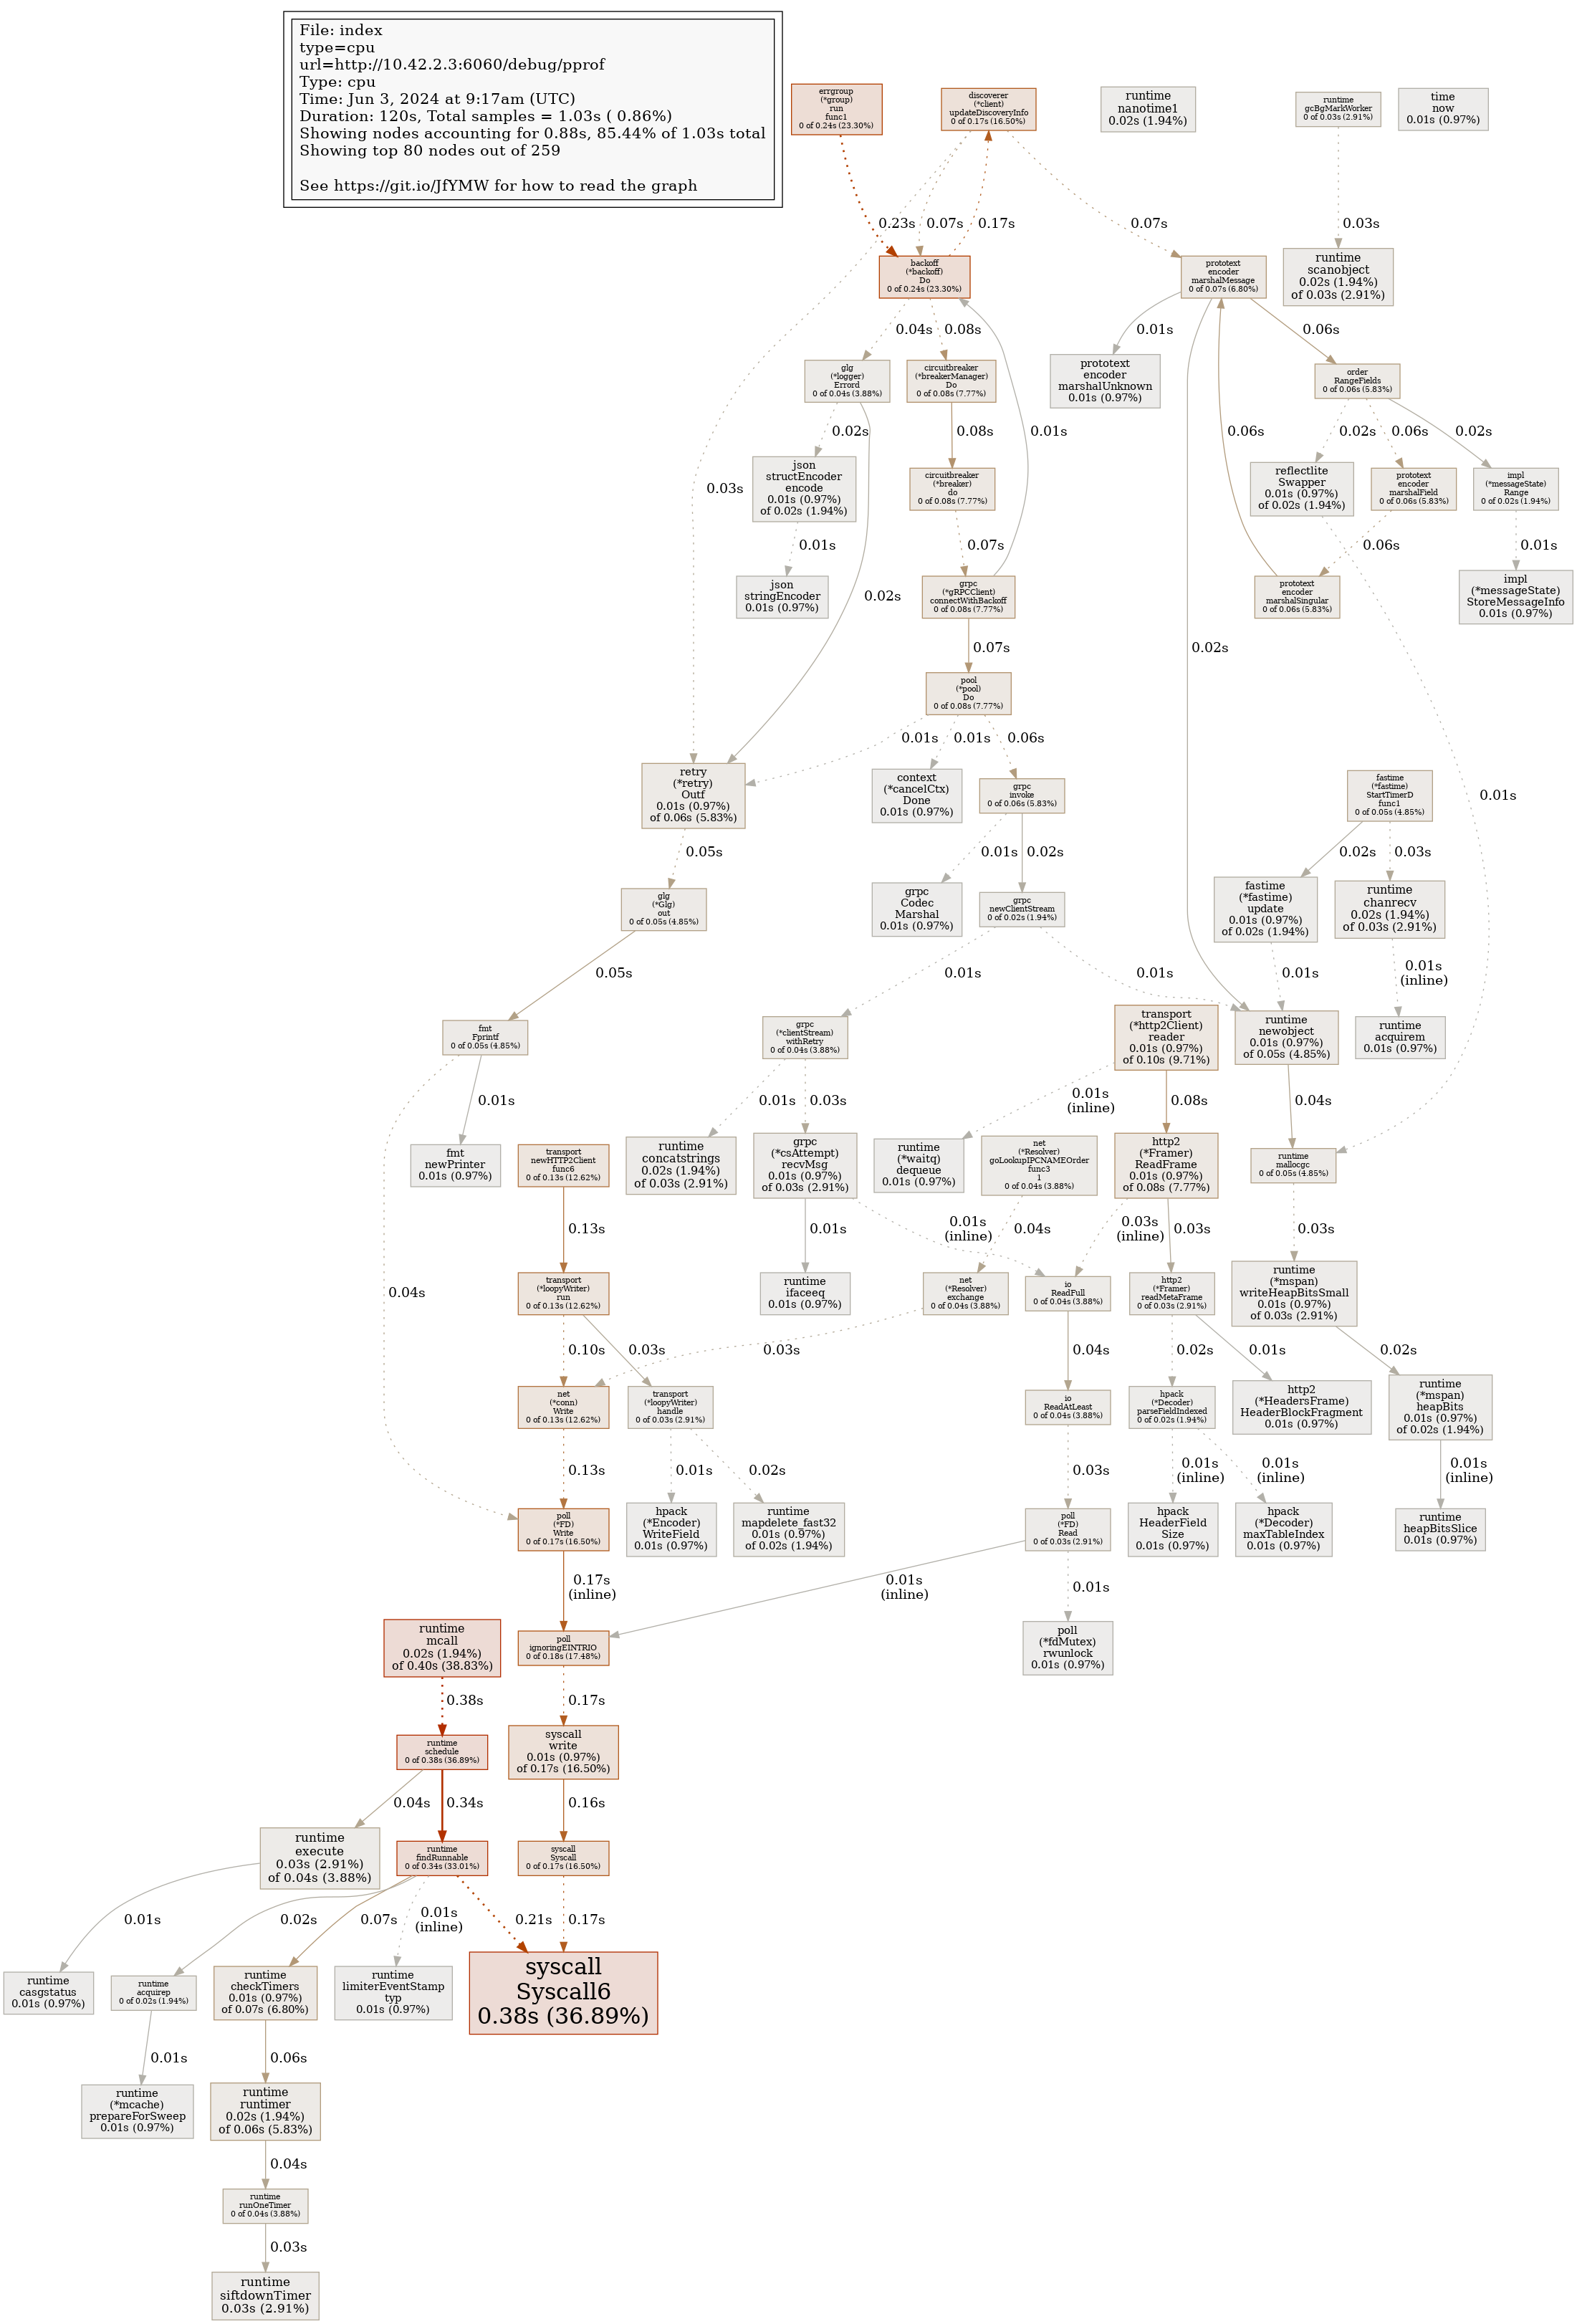 File: index
type=cpu
url=http://10.42.2.3:6060/debug/pprof
Type: cpu
Time: Jun 3, 2024 at 9:17am (UTC)
Duration: 120s, Total samples = 1.03s ( 0.86%)
Showing nodes accounting for 0.88s, 85.44% of 1.03s total
Showing top 80 nodes out of 259
See https://git.io/JfYMW for how to read the graph
errgroup
(*group)
run
func1
0 of 0.24s (23.30%)
discoverer
(*client)
updateDiscoveryInfo
0 of 0.17s (16.50%)
runtime
nanotime1
0.02s (1.94%)
runtime
gcBgMarkWorker
0 of 0.03s (2.91%)
time
now
0.01s (0.97%)
0.23s
0.07s
0.17s
0.07s
0.03s
backoff
(*backoff)
Do
0 of 0.24s (23.30%)
prototext
encoder
marshalMessage
0 of 0.07s (6.80%)
runtime
scanobject
0.02s (1.94%)
of 0.03s (2.91%)
0.04s
0.08s
0.01s
0.06s
glg
(*logger)
Errord
0 of 0.04s (3.88%)
circuitbreaker
(*breakerManager)
Do
0 of 0.08s (7.77%)
prototext
encoder
marshalUnknown
0.01s (0.97%)
order
RangeFields
0 of 0.06s (5.83%)
0.02s
0.08s
0.01s
0.06s
0.02s
0.06s
0.02s
0.03s
json
structEncoder
encode
0.01s (0.97%)
of 0.02s (1.94%)
circuitbreaker
(*breaker)
do
0 of 0.08s (7.77%)
reflectlite
Swapper
0.01s (0.97%)
of 0.02s (1.94%)
prototext
encoder
marshalField
0 of 0.06s (5.83%)
impl
(*messageState)
Range
0 of 0.02s (1.94%)
0.01s
0.07s
0.06s
0.01s
json
stringEncoder
0.01s (0.97%)
0.02s
grpc
(*gRPCClient)
connectWithBackoff
0 of 0.08s (7.77%)
prototext
encoder
marshalSingular
0 of 0.06s (5.83%)
impl
(*messageState)
StoreMessageInfo
0.01s (0.97%)
0.07s
0.02s
pool
(*pool)
Do
0 of 0.08s (7.77%)
0.01s
0.01s
0.06s
retry
(*retry)
Outf
0.01s (0.97%)
of 0.06s (5.83%)
context
(*cancelCtx)
Done
0.01s (0.97%)
grpc
invoke
0 of 0.06s (5.83%)
fastime
(*fastime)
StartTimerD
func1
0 of 0.05s (4.85%)
0.01s
0.05s
0.01s
0.02s
0.02s
0.03s
glg
(*Glg)
out
0 of 0.05s (4.85%)
grpc
Codec
Marshal
0.01s (0.97%)
grpc
newClientStream
0 of 0.02s (1.94%)
fastime
(*fastime)
update
0.01s (0.97%)
of 0.02s (1.94%)
runtime
chanrecv
0.02s (1.94%)
of 0.03s (2.91%)
0.05s
0.01s
0.01s
0.01s
0.01s
(inline)
fmt
Fprintf
0 of 0.05s (4.85%)
grpc
(*clientStream)
withRetry
0 of 0.04s (3.88%)
transport
(*http2Client)
reader
0.01s (0.97%)
of 0.10s (9.71%)
runtime
newobject
0.01s (0.97%)
of 0.05s (4.85%)
runtime
acquirem
0.01s (0.97%)
0.01s
0.01s
0.03s
0.01s
(inline)
0.08s
0.04s
fmt
newPrinter
0.01s (0.97%)
transport
newHTTP2Client
func6
0 of 0.13s (12.62%)
runtime
concatstrings
0.02s (1.94%)
of 0.03s (2.91%)
grpc
(*csAttempt)
recvMsg
0.01s (0.97%)
of 0.03s (2.91%)
runtime
(*waitq)
dequeue
0.01s (0.97%)
net
(*Resolver)
goLookupIPCNAMEOrder
func3
1
0 of 0.04s (3.88%)
http2
(*Framer)
ReadFrame
0.01s (0.97%)
of 0.08s (7.77%)
runtime
mallocgc
0 of 0.05s (4.85%)
0.04s
0.13s
0.01s
0.01s
(inline)
0.04s
0.03s
(inline)
0.03s
0.03s
transport
(*loopyWriter)
run
0 of 0.13s (12.62%)
runtime
ifaceeq
0.01s (0.97%)
net
(*Resolver)
exchange
0 of 0.04s (3.88%)
io
ReadFull
0 of 0.04s (3.88%)
http2
(*Framer)
readMetaFrame
0 of 0.03s (2.91%)
runtime
(*mspan)
writeHeapBitsSmall
0.01s (0.97%)
of 0.03s (2.91%)
0.10s
0.03s
0.03s
0.04s
0.02s
0.01s
0.02s
net
(*conn)
Write
0 of 0.13s (12.62%)
transport
(*loopyWriter)
handle
0 of 0.03s (2.91%)
io
ReadAtLeast
0 of 0.04s (3.88%)
hpack
(*Decoder)
parseFieldIndexed
0 of 0.02s (1.94%)
http2
(*HeadersFrame)
HeaderBlockFragment
0.01s (0.97%)
runtime
(*mspan)
heapBits
0.01s (0.97%)
of 0.02s (1.94%)
0.13s
0.01s
0.02s
0.03s
0.01s
(inline)
0.01s
(inline)
0.01s
(inline)
poll
(*FD)
Write
0 of 0.17s (16.50%)
hpack
(*Encoder)
WriteField
0.01s (0.97%)
runtime
mapdelete_fast32
0.01s (0.97%)
of 0.02s (1.94%)
poll
(*FD)
Read
0 of 0.03s (2.91%)
hpack
HeaderField
Size
0.01s (0.97%)
hpack
(*Decoder)
maxTableIndex
0.01s (0.97%)
runtime
heapBitsSlice
0.01s (0.97%)
0.17s
(inline)
0.01s
(inline)
0.01s
runtime
mcall
0.02s (1.94%)
of 0.40s (38.83%)
poll
ignoringEINTRIO
0 of 0.18s (17.48%)
poll
(*fdMutex)
rwunlock
0.01s (0.97%)
0.38s
0.17s
runtime
schedule
0 of 0.38s (36.89%)
syscall
write
0.01s (0.97%)
of 0.17s (16.50%)
0.04s
0.34s
0.16s
runtime
execute
0.03s (2.91%)
of 0.04s (3.88%)
runtime
findRunnable
0 of 0.34s (33.01%)
syscall
Syscall
0 of 0.17s (16.50%)
0.01s
0.02s
0.07s
0.01s
(inline)
0.21s
0.17s
runtime
casgstatus
0.01s (0.97%)
runtime
acquirep
0 of 0.02s (1.94%)
runtime
checkTimers
0.01s (0.97%)
of 0.07s (6.80%)
runtime
limiterEventStamp
typ
0.01s (0.97%)
syscall
Syscall6
0.38s (36.89%)
0.01s
0.06s
runtime
(*mcache)
prepareForSweep
0.01s (0.97%)
runtime
runtimer
0.02s (1.94%)
of 0.06s (5.83%)
0.04s
runtime
runOneTimer
0 of 0.04s (3.88%)
0.03s
runtime
siftdownTimer
0.03s (2.91%)